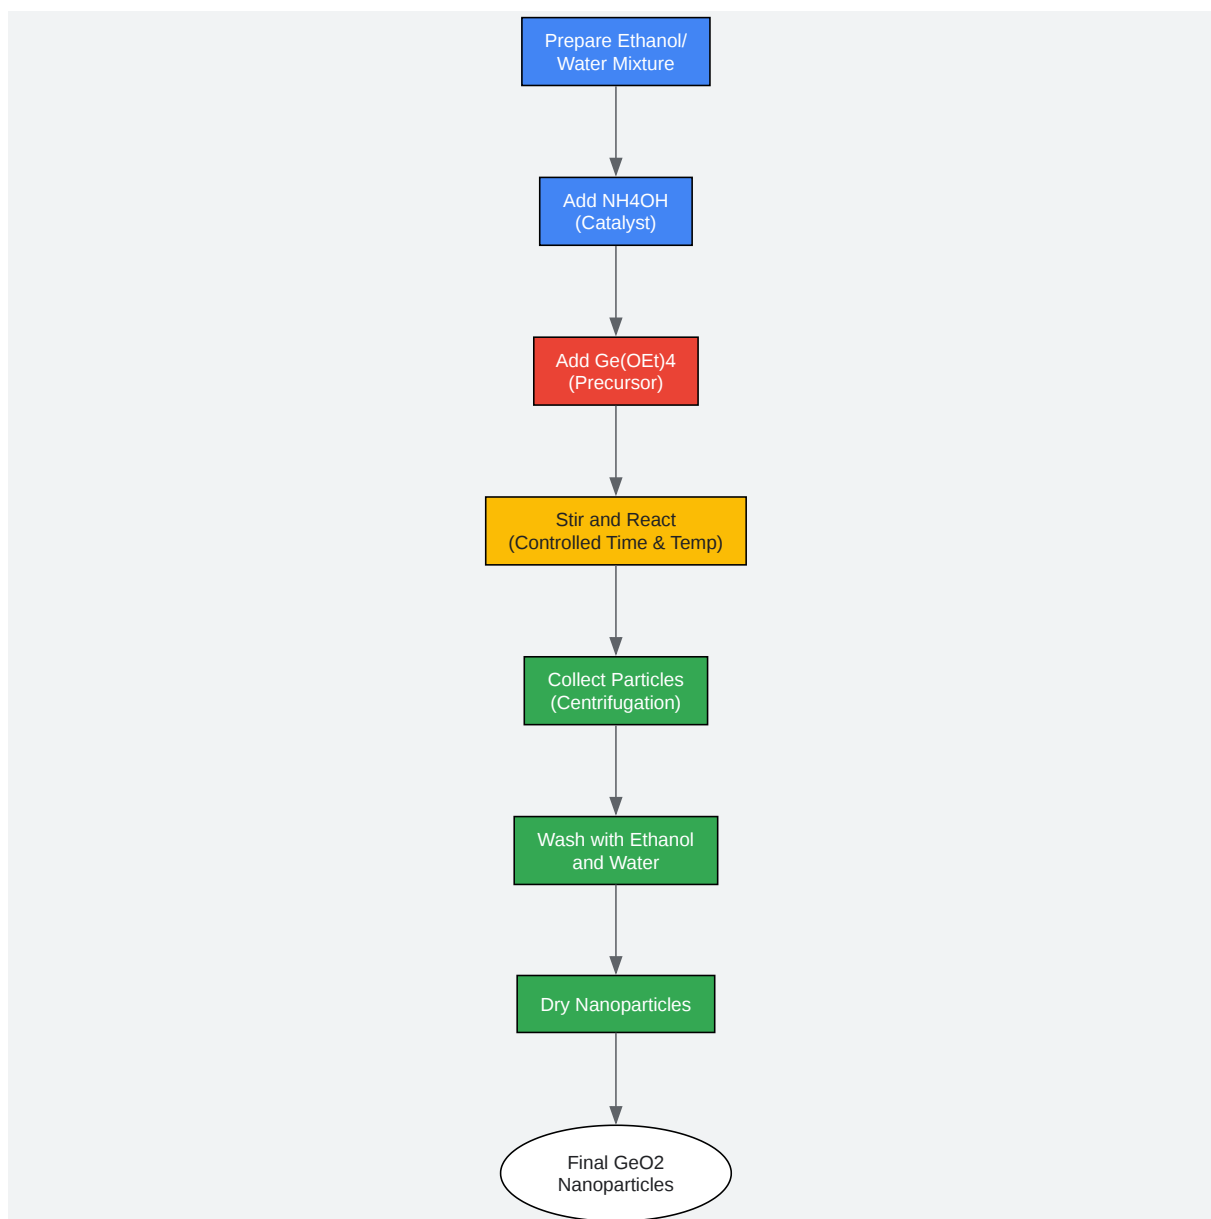 Prepare Ethanol/
Water Mixture
Add NH4OH
(Catalyst)
Add Ge(OEt)4
(Precursor)
Stir and React
(Controlled Time & Temp)
Collect Particles
(Centrifugation)
Wash with Ethanol
and Water
Dry Nanoparticles
Final GeO2
Nanoparticles